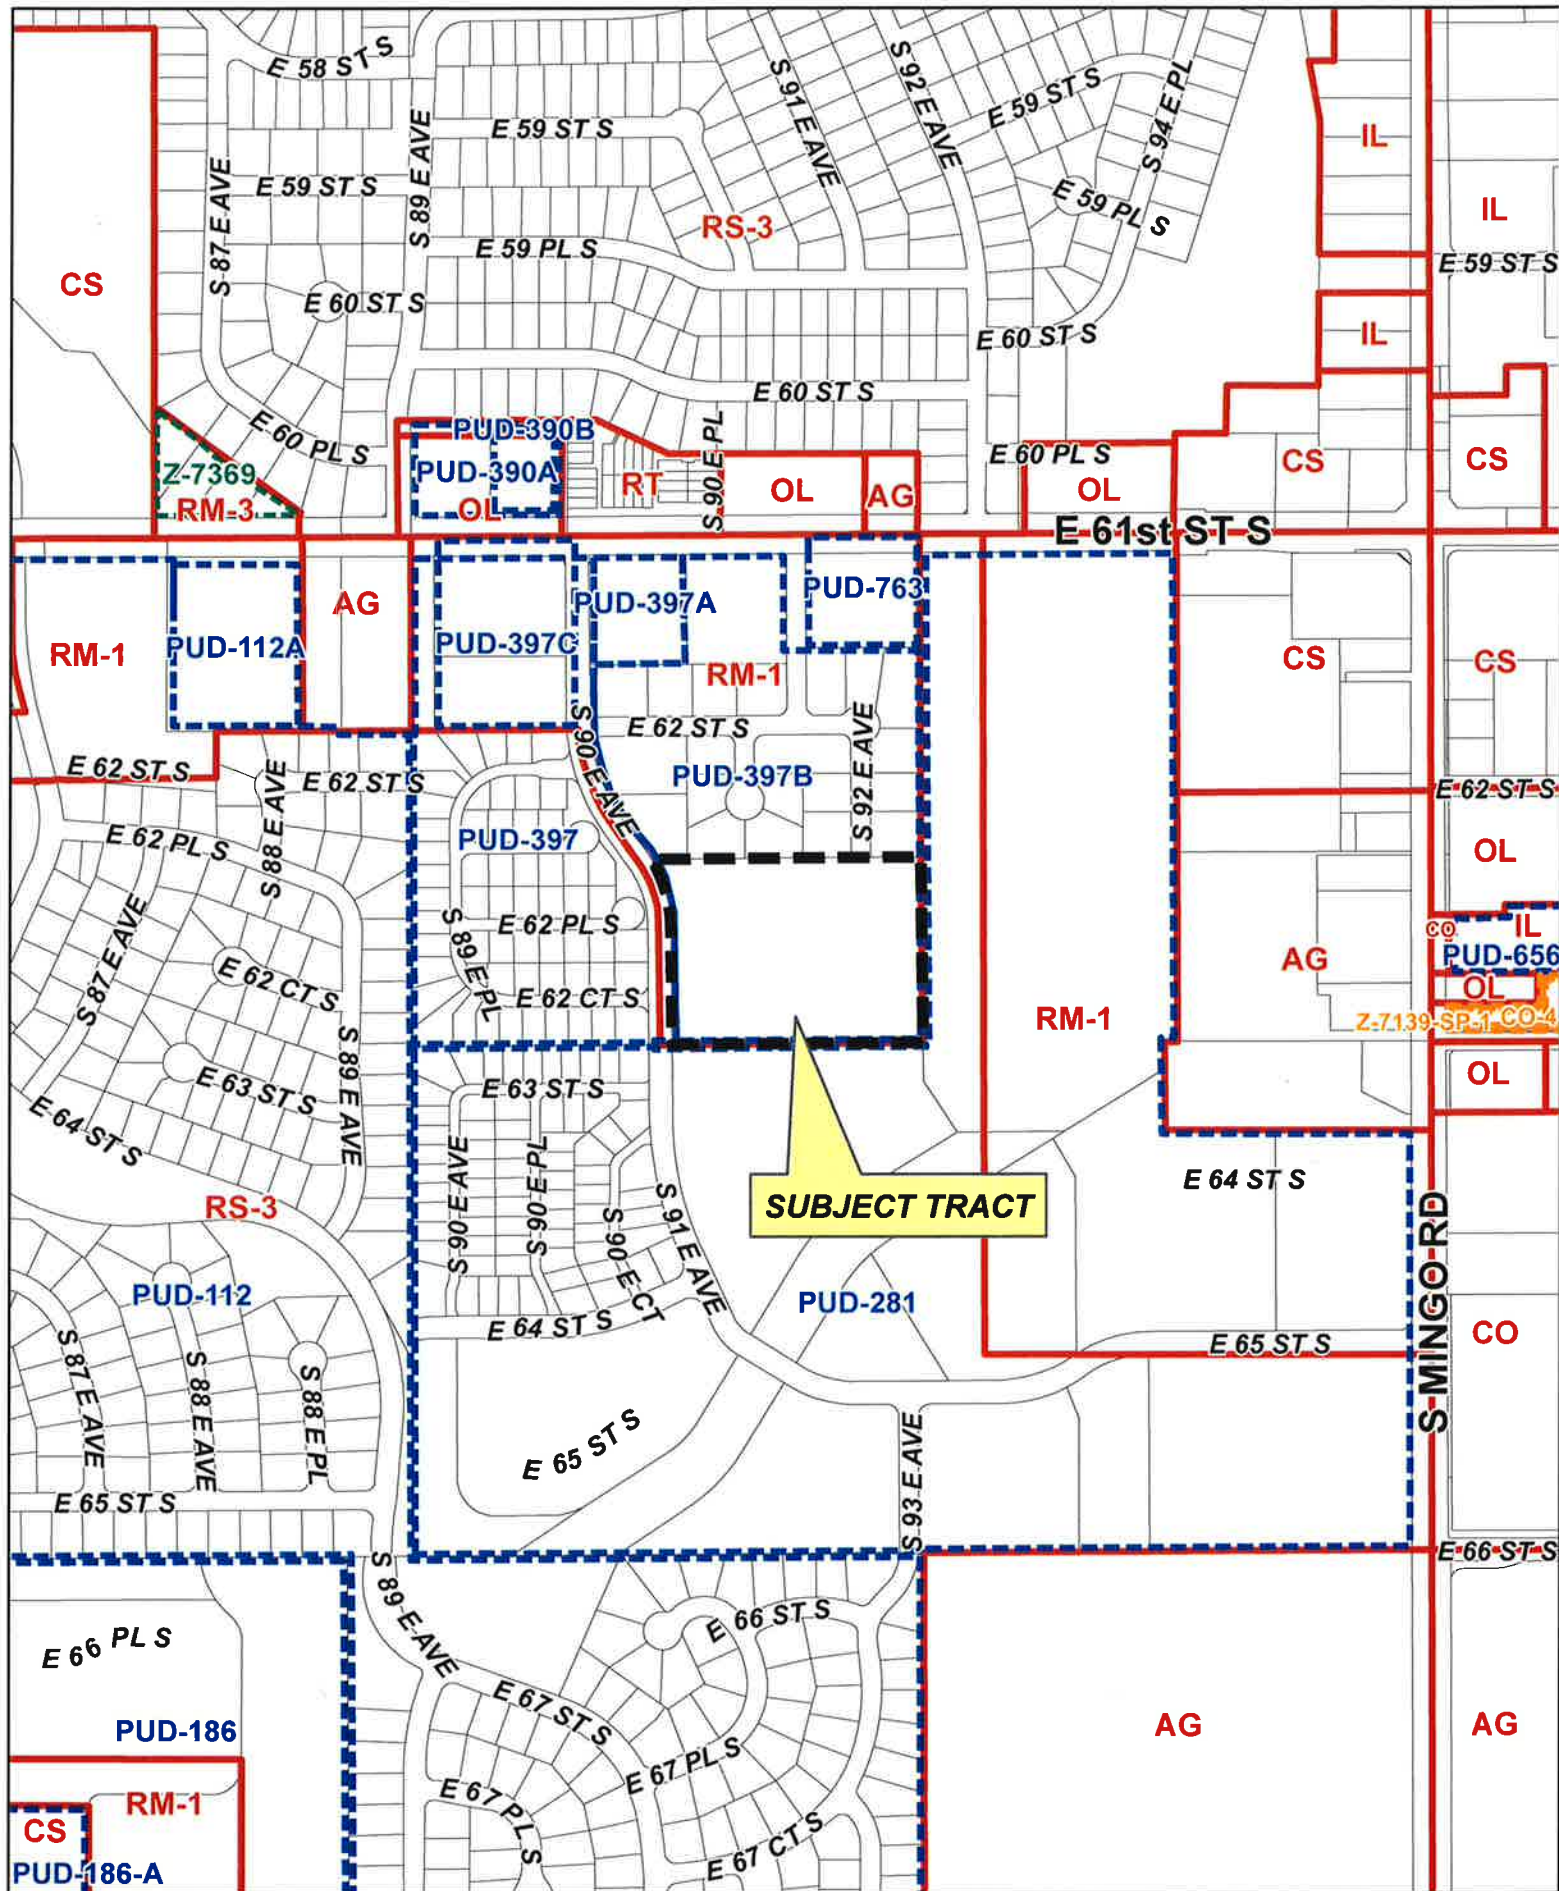 E 58 ST S
S 91 E AVE
S 92 E AVE
E 59 ST S
S 94 E PL
E 59 ST S
S 89 E AVE
IL
S 87 E AVE
E 59 ST S
E 59 PL S
IL
RS-3
E 59 PL S
E 59 ST S
CS
E 60 ST S
IL
E 60 ST S
E 60 ST S
E 60 PL S
PUD-390B
S 90 E PL
E 60 PL S
CS
CS
Z-7369
PUD-390A
RT
OL
AG
OL
RM-3
OL
E 61st ST S
PUD-763
AG
PUD-397A
RM-1
PUD-112A
PUD-397C
CS
CS
RM-1
S 90 E AVE
E 62 ST S
S 92 E AVE
E 62 ST S
S 88 E AVE
E 62 ST S
PUD-397B
E 62 ST S
E 62 PL S
PUD-397
OL
S 87 E AVE
S 89 E PL
E 62 PL S
CO
IL
PUD-656
AG
E 62 CT S
E 62 CT S
OL
RM-1
Z-7139-SP-1
CO-4
S 89 E AVE
E 63 ST S
E 63 ST S
OL
E 64 ST S
S 90 E AVE
S 90 E PL
E 64 ST S
RS-3
S 90 E CT
S 91 E AVE
SUBJECT TRACT
S MINGO RD
PUD-112
PUD-281
E 64 ST S
CO
E 65 ST S
S 87 E AVE
S 88 E AVE
S 88 E PL
E 65 ST S
S 93 E AVE
E 65 ST S
E 66 ST S
S 89 E AVE
E 66 ST S
E 66 PL S
E 67 ST S
PUD-186
AG
AG
E 67 PL S
RM-1
E 67 PL S
CS
E 67 CT S
PUD-186-A